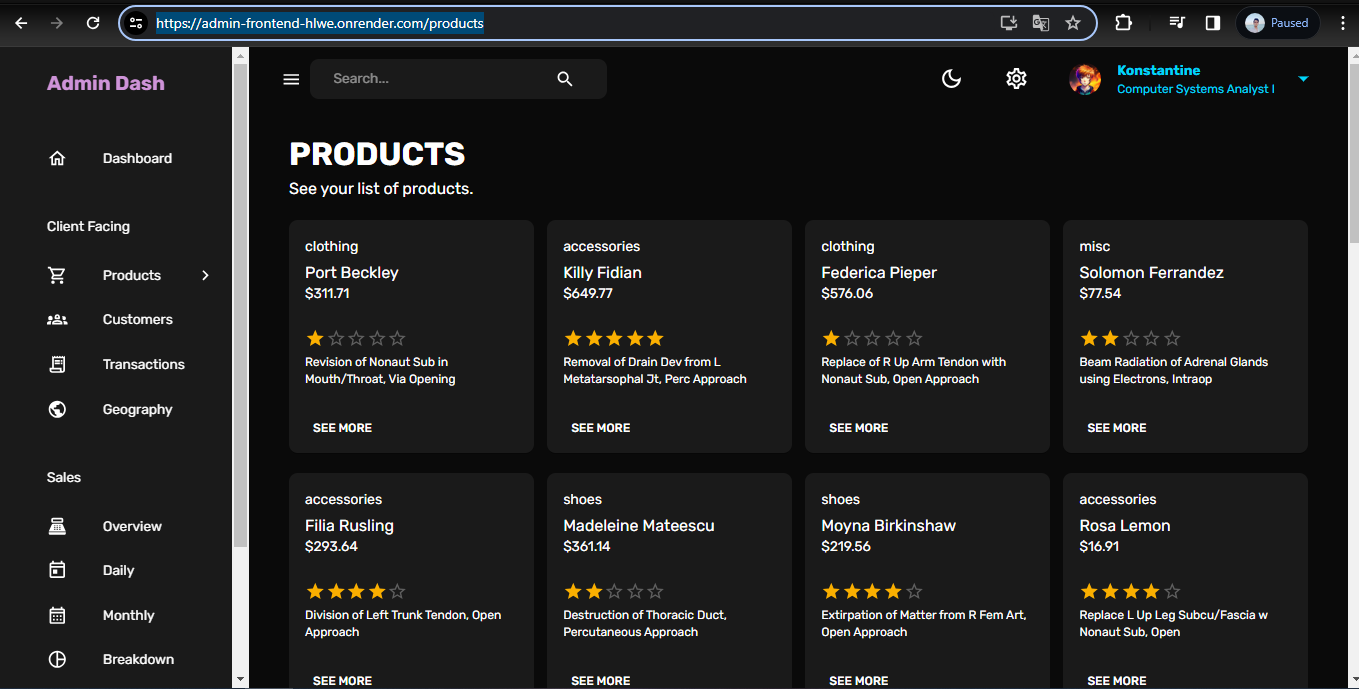 https://admin-frontend-hlwe.onrender.com/products
Paused
Admin Dash
Search...
Konstantine
Computer Systems Analyst I
Dashboard
Client Facing
Products
Customers
Transactions
Geography
Sales
Overview
Daily
Monthly
Breakdown
PRODUCTS
See your list of products.
clothing
Port Beckley
$311.71
Revision of Nonaut Sub in
Mouth/Throat, Via Opening
SEE MORE
accessories
Killy Fidian
$649.77
Removal of Drain Dev from L
Metatarsophal Jt, Perc Approach
SEE MORE
clothing
Federica Pieper
$576.06
Replace of R Up Arm Tendon with
Nonaut Sub, Open Approach
SEE MORE
misc
Solomon Ferrandez
$77.54
Beam Radiation of Adrenal Glands
using Electrons, Intraop
SEE MORE
accessories
Filia Rusling
$293.64
Division of Left Trunk Tendon, Open
Approach
SEE MORE
shoes
Madeleine Mateescu
$361.14
Destruction of Thoracic Duct,
Percutaneous Approach
SEE MORE
shoes
Moyna Birkinshaw
$219.56
Extirpation of Matter from R Fem Art,
Open Approach
SEE MORE
accessories
Rosa Lemon
$16.91
Replace L Up Leg Subcu/Fascia w
Nonaut Sub, Open
SEE MORE